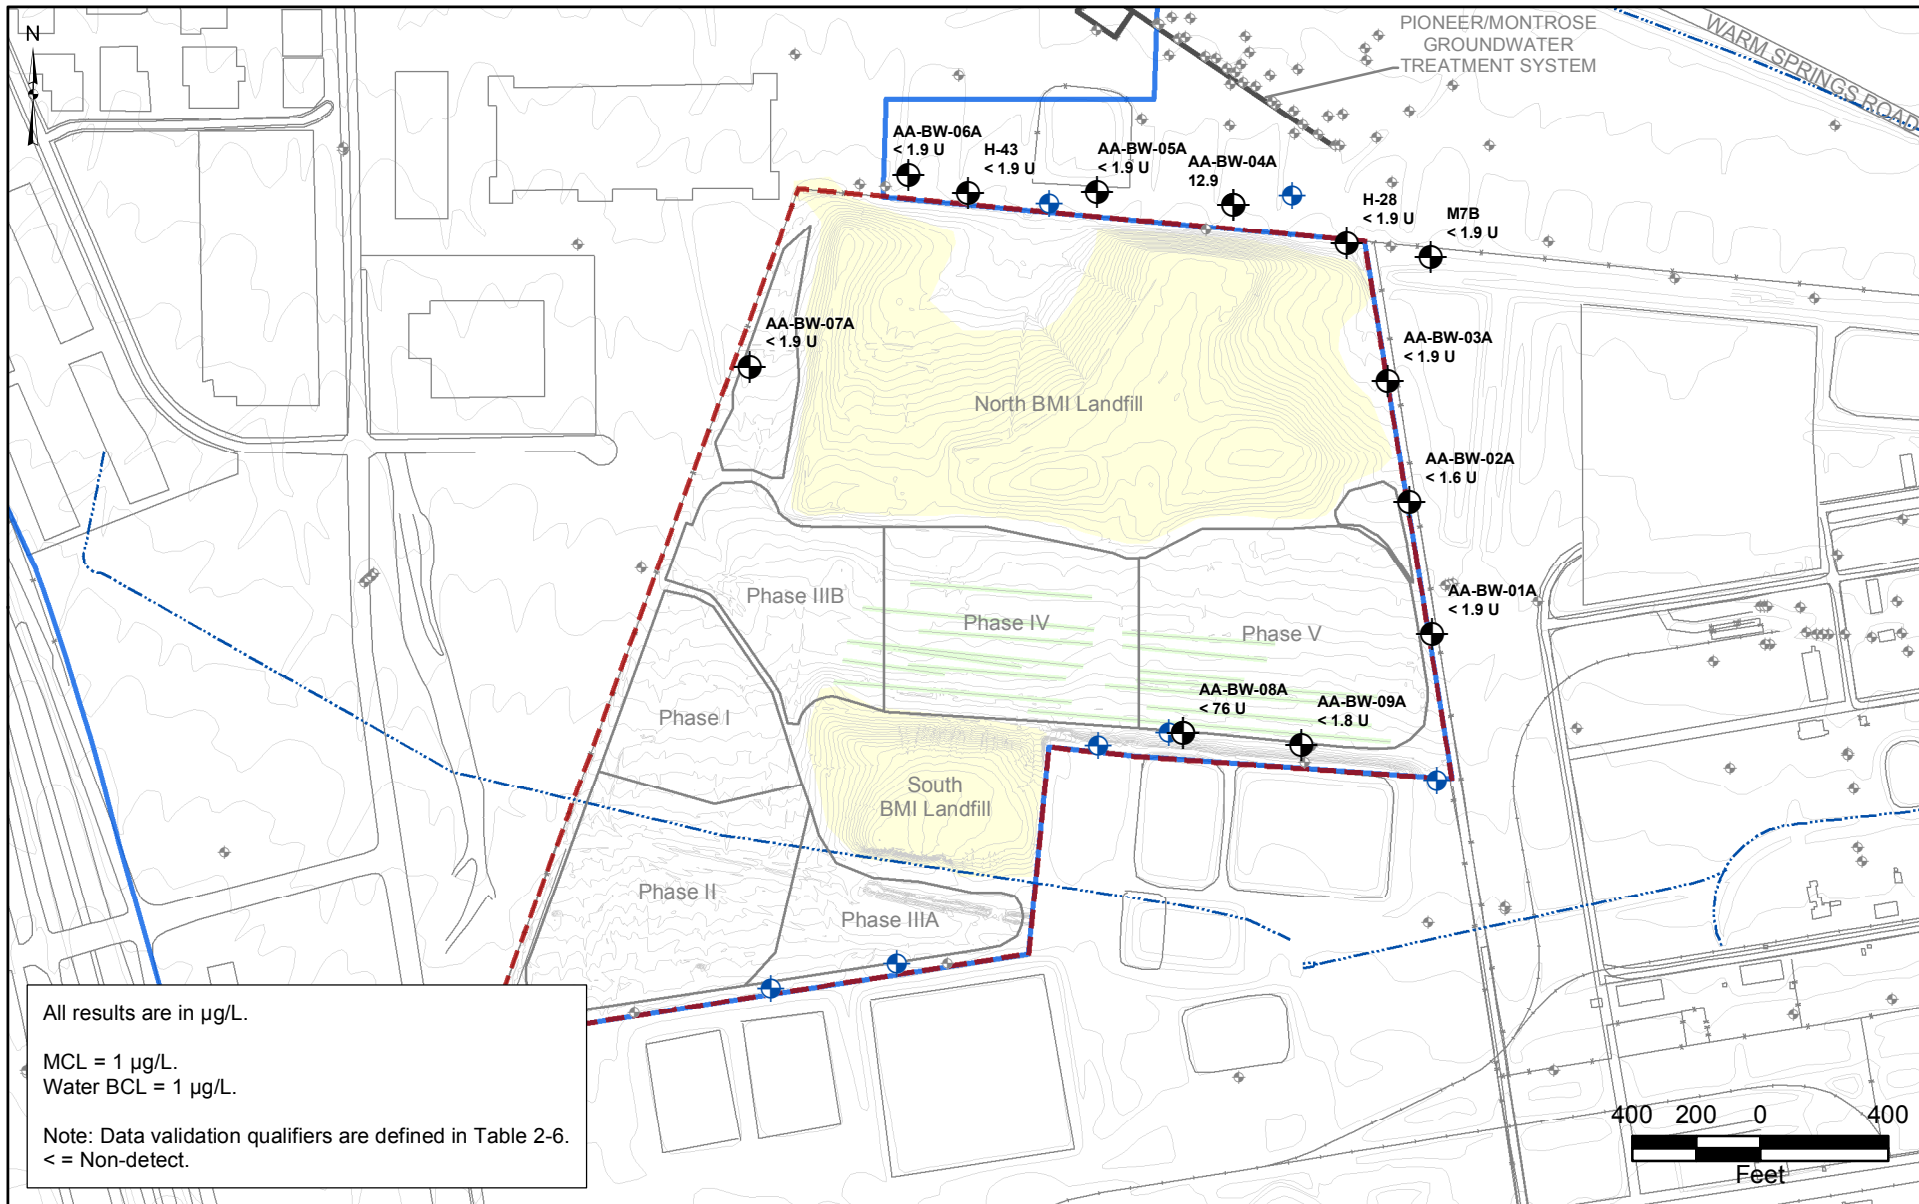 N
PIONEER/MONTROSE
GROUNDWATER
TREATMENT SYSTEM
WARM SPRINGS ROAD
AA-BW-06A
< 1.9 U
H-43
< 1.9 U
AA-BW-05A
< 1.9 U
AA-BW-04A
12.9
H-28
< 1.9 U
M7B
< 1.9 U
AA-BW-07A
< 1.9 U
AA-BW-03A
< 1.9 U
North BMI Landfill
AA-BW-02A
< 1.6 U
AA-BW-01A
< 1.9 U
Phase IIIB
Phase IV
Phase V
AA-BW-08A
< 76 U
AA-BW-09A
< 1.8 U
Phase I
South
BMI Landfill
Phase II
Phase IIIA
All results are in µg/L.
MCL = 1 µg/L.
Water BCL = 1 µg/L.
Note: Data validation qualifiers are defined in Table 2-6.
< = Non-detect.
400 200 0 400
Feet